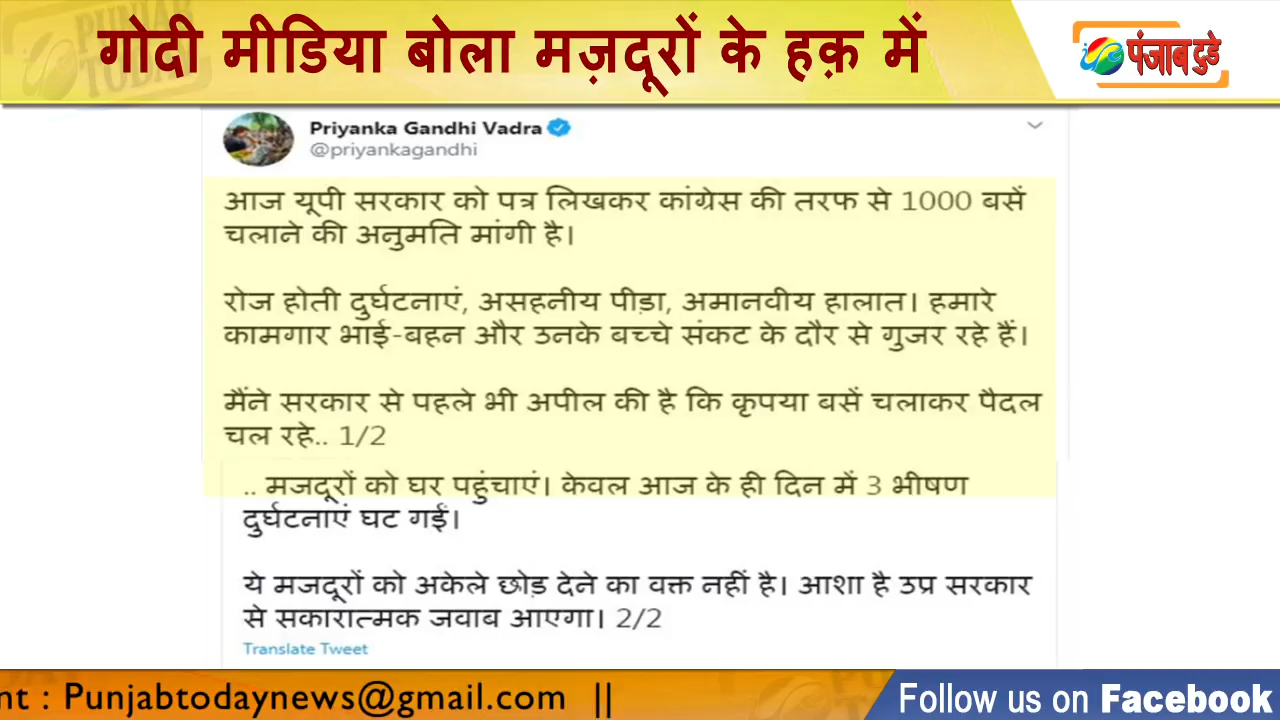 गोदी मीडिया बोला मज़दूरों के हक़ में
पंजाब टुडे
Priyanka Gandhi Vadra
@priyankagandhi
आज यूपी सरकार को पत्र लिखकर कांग्रेस की तरफ से 1000 बसें
चलाने की अनुमति मांगी है।
रोज होती दुर्घटनाएं, असहनीय पीड़ा, अमानवीय हालात। हमारे
कामगार भाई-बहन और उनके बच्चे संकट के दौर से गुजर रहे हैं।
मैंने सरकार से पहले भी अपील की है कि कृपया बसें चलाकर पैदल
चल रहे.. 1/2
.. मजदूरों को घर पहुंचाएं। केवल आज के ही दिन में 3 भीषण
दुर्घटनाएं घट गईं।
ये मजदूरों को अकेले छोड़ देने का वक्त नहीं है। आशा है उप्र सरकार
से सकारात्मक जवाब आएगा। 2/2
Translate Tweet
nt : Punjabtodaynews@gmail.com ||
Follow us on Facebook